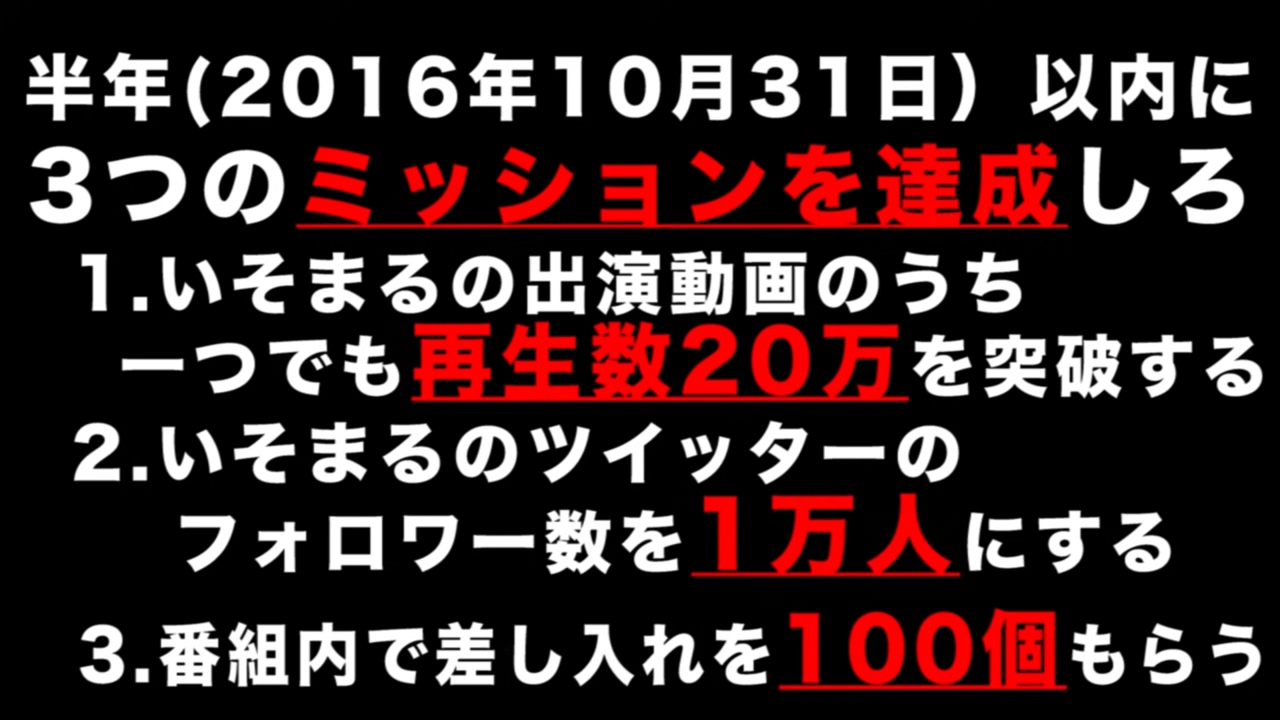 半年(2016年10月31日）以内に
3つのミッションを達成しろ
1.いそまるの出演動画のうち
一つでも再生数20万を突破する
2.いそまるのツイッターの
フォロワー数を1万人にする
3.番組内で差し入れを100個もらう